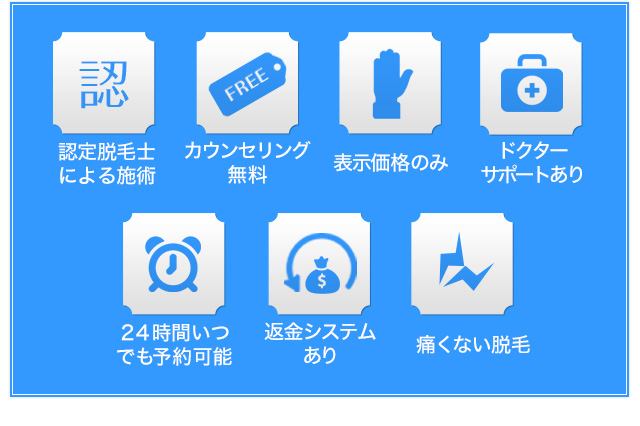 認
認定脱毛士
による施術
FREE
カウンセリング
無料
表示価格のみ
ドクター
サポートあり
24時間いつ
でも予約可能
$
返金システム
あり
痛くない脱毛